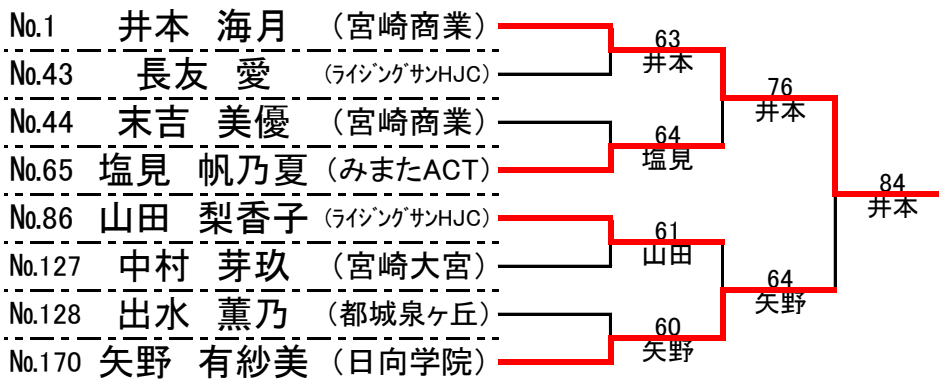 No.1 井本 海月 (宮崎商業)
No.43 長友 愛 (ライジングサンHJC)
No.44 末吉 美優 (宮崎商業)
No.65 塩見 帆乃夏 (みまたACT)
No.86 山田 梨香子 (ライジングサンHJC)
No.127 中村 芽玖 (宮崎大宮)
No.128 出水 薫乃 (都城泉ヶ丘)
No.170 矢野 有紗美 (日向学院)
63
井本
64
塩見
61
山田
60
矢野
76
井本
64
矢野
84
井本